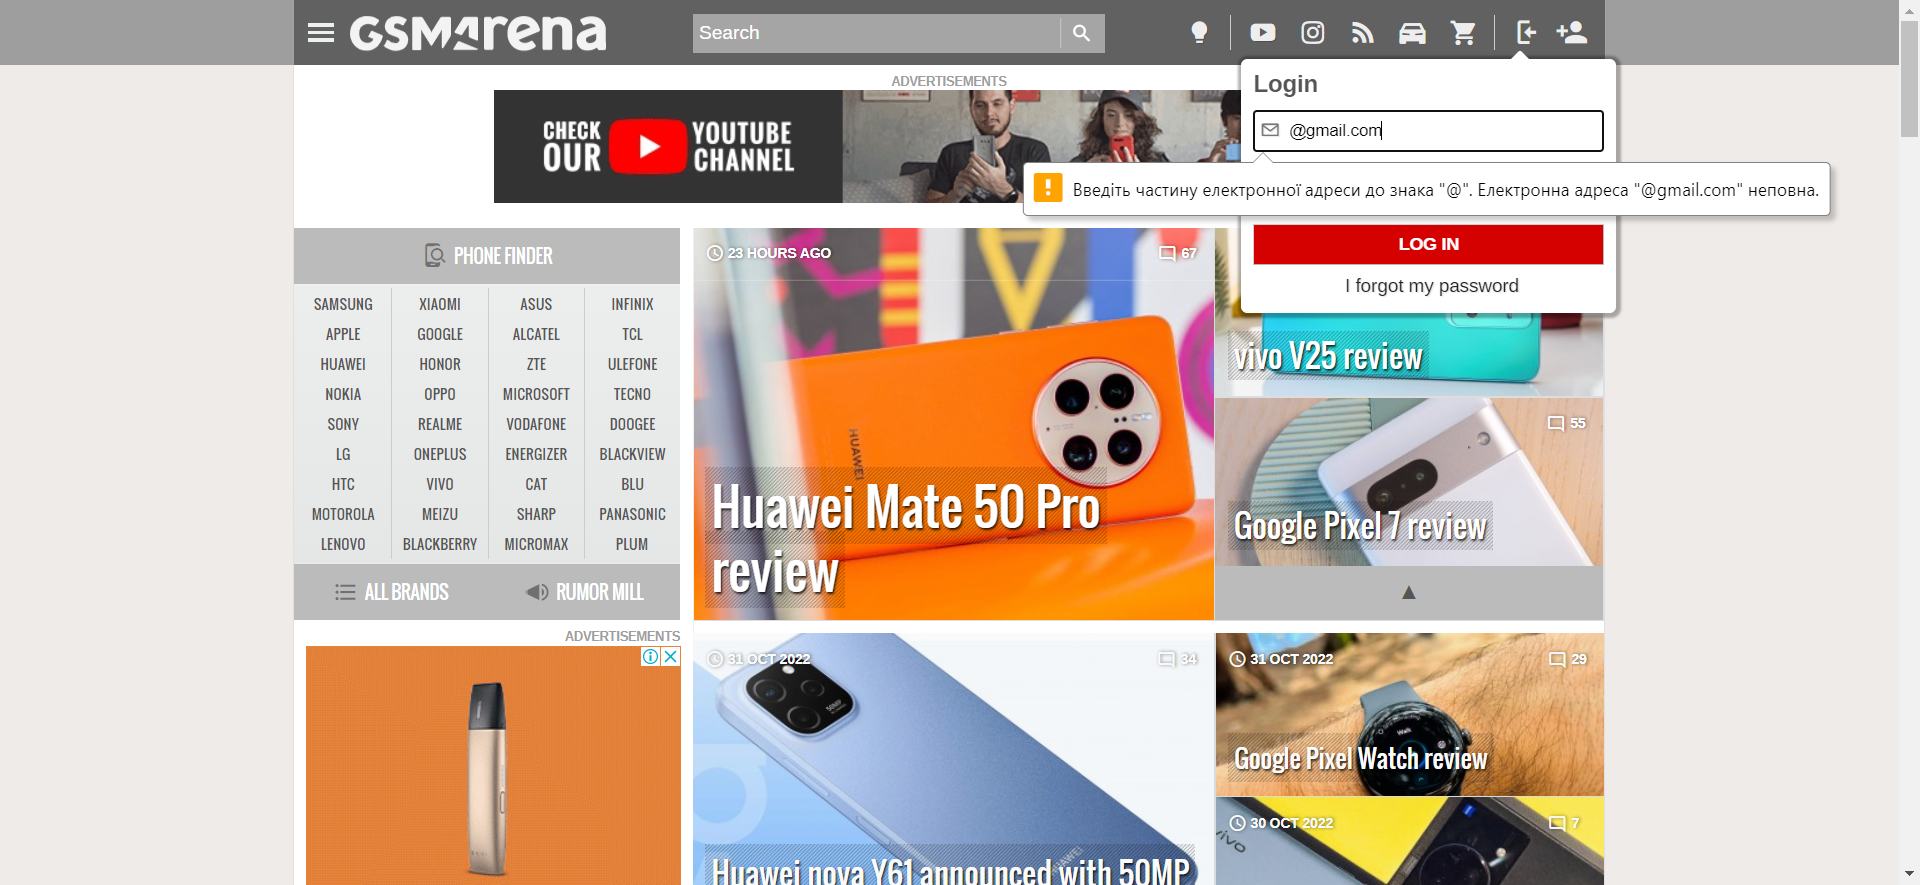 GSMArena
Search
ADVERTISEMENTS
CHECK
OUR
YOUTUBE
CHANNEL
Login
@gmail.com
Введіть частину електронної адреси до знака "@". Електронна адреса "@gmail.com" неповна.
LOG IN
I forgot my password
PHONE FINDER
SAMSUNG XIAOMI ASUS INFINIX
APPLE GOOGLE ALCATEL TCL
HUAWEI HONOR ZTE ULEFONE
NOKIA OPPO MICROSOFT TECNO
SONY REALME VODAFONE DOOGEE
LG ONEPLUS ENERGIZER BLACKVIEW
HTC VIVO CAT BLU
MOTOROLA MEIZU SHARP PANASONIC
LENOVO BLACKBERRY MICROMAX PLUM
ALL BRANDS RUMOR MILL
23 HOURS AGO 67
HUAWEI
Huawei Mate 50 Pro
review
vivo V25 review
55
Google Pixel 7 review
ADVERTISEMENTS
31 OCT 2022 34
50MP
HUAWEI
Huawei nova Y61 announced with 50MP
31 OCT 2022 29
Walk
Google Pixel Watch review
30 OCT 2022 7
vivo